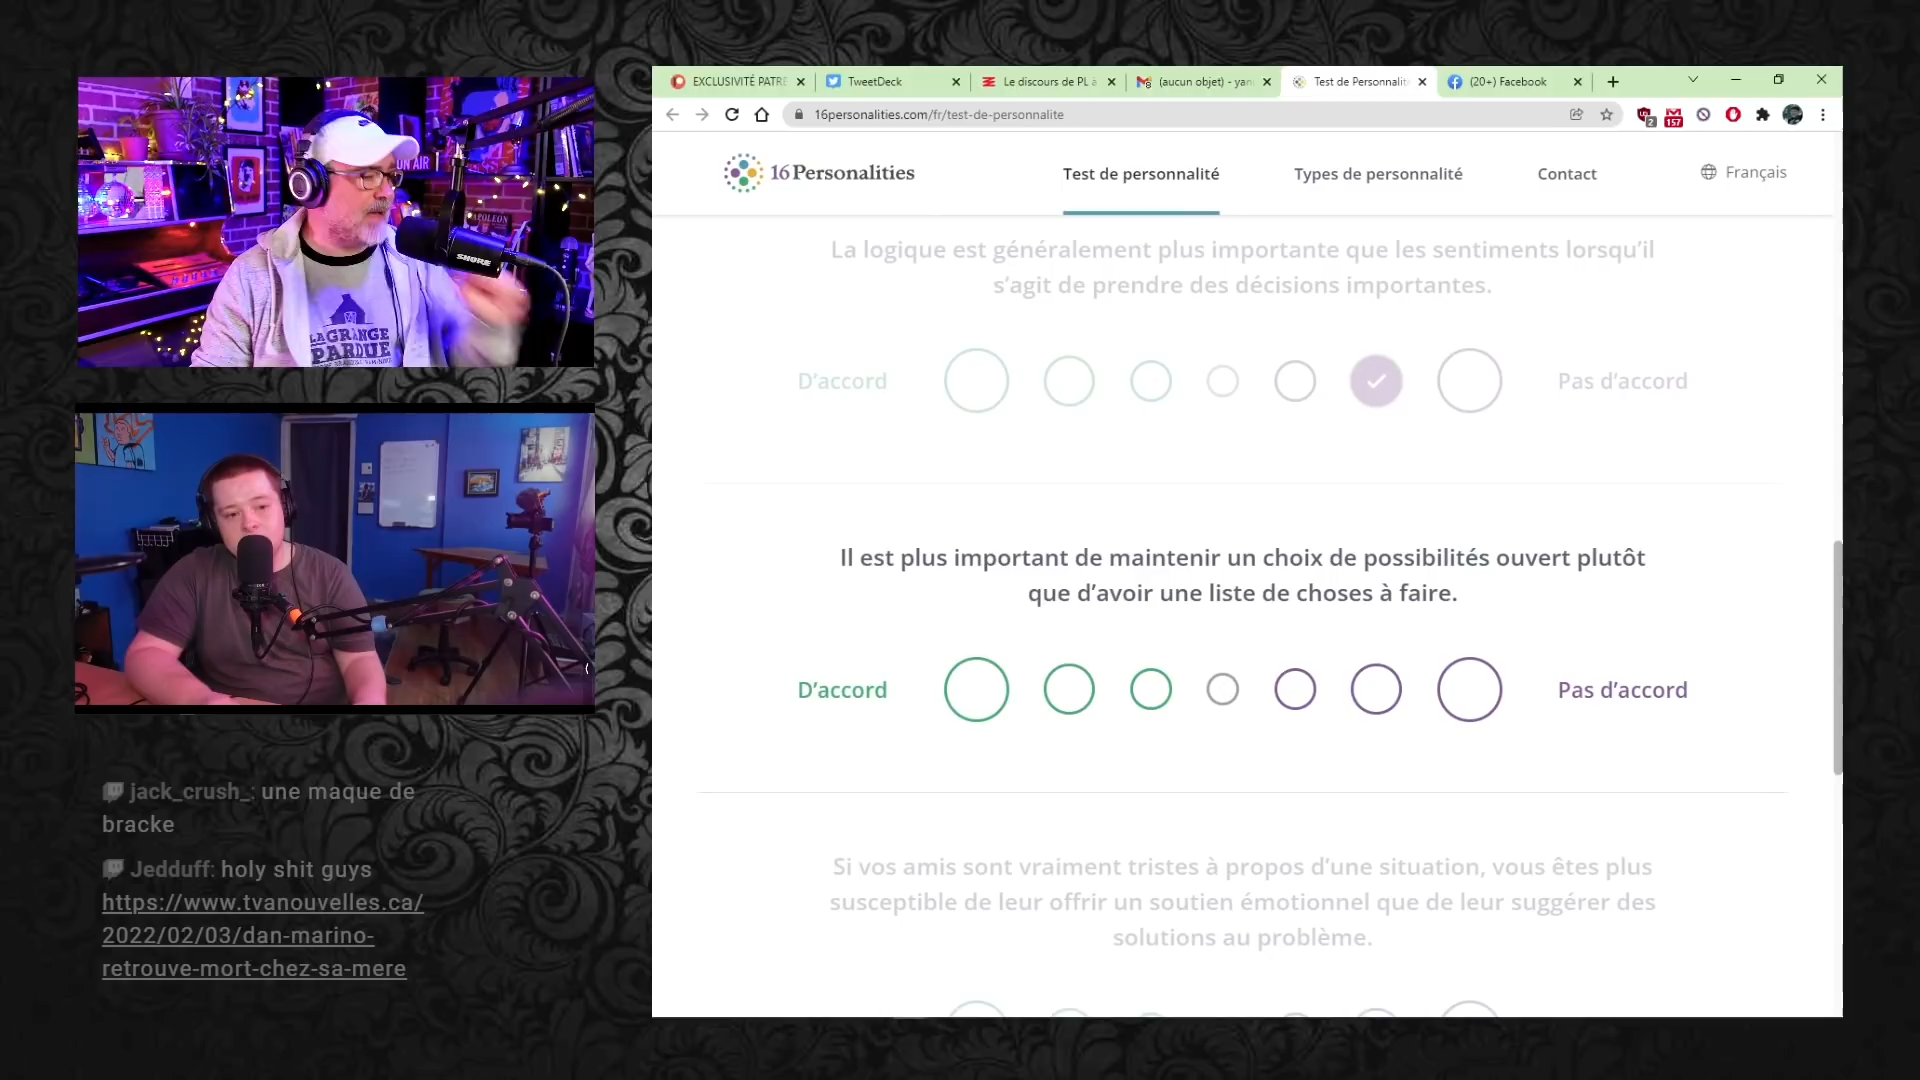 EXCLUSIVITÉ PATRE
TweetDeck
Le discours de PL à
(aucun objet) - yan
Test de Personnalit
(20+) Facebook
16personalities.com/fr/test-de-personnalite
2
157
16Personalities
Test de personnalité
Types de personnalité
Contact
Français
La logique est généralement plus importante que les sentiments lorsqu’il
s’agit de prendre des décisions importantes.
D’accord
Pas d’accord
Il est plus important de maintenir un choix de possibilités ouvert plutôt
que d’avoir une liste de choses à faire.
D’accord
Pas d’accord
Si vos amis sont vraiment tristes à propos d’une situation, vous êtes plus
susceptible de leur offrir un soutien émotionnel que de leur suggérer des
solutions au problème.
ON AIR
NAPOLEON
SHURE
LAGRANGE
PARDUE
jack_crush_: une maque de
bracke
Jedduff: holy shit guys
https://www.tvanouvelles.ca/
2022/02/03/dan-marino-
retrouve-mort-chez-sa-mere